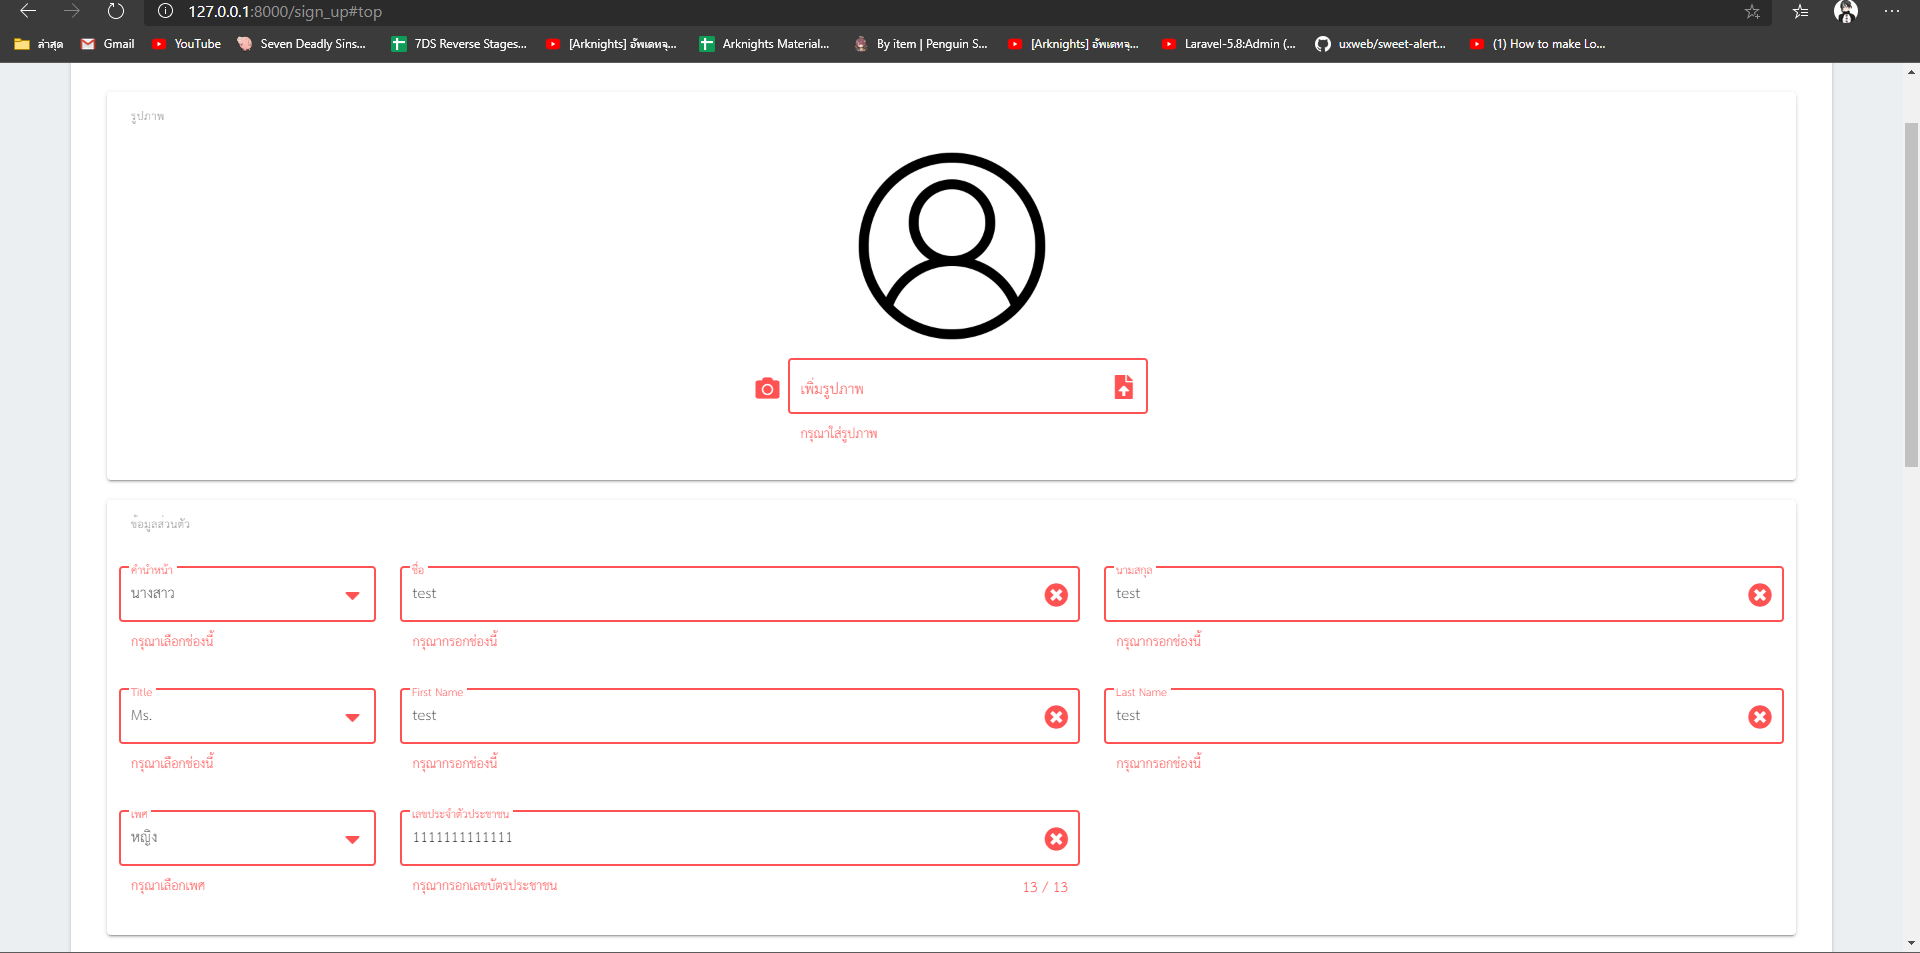 127.0.0.1:8000/sign_up#top
ล่าสุด Gmail YouTube Seven Deadly Sins... 7DS Reverse Stages... [Arknights] อัพเดทจุ... Arknights Material... By item | Penguin S... [Arknights] อัพเดทจุ... Laravel-5.8:Admin (... uxweb/sweet-alert... (1) How to make Lo...
รูปภาพ
เพิ่มรูปภาพ
กรุณาใส่รูปภาพ
ข้อมูลส่วนตัว
คำนำหน้า ชื่อ นามสกุล
นางสาว test test
กรุณาเลือกช่องนี้ กรุณากรอกช่องนี้ กรุณากรอกช่องนี้
Title First Name Last Name
Ms. test test
กรุณาเลือกช่องนี้ กรุณากรอกช่องนี้ กรุณากรอกช่องนี้
เพศ เลขประจำตัวประชาชน
หญิง 1111111111111
กรุณาเลือกเพศ กรุณากรอกเลขบัตรประชาชน 13 / 13